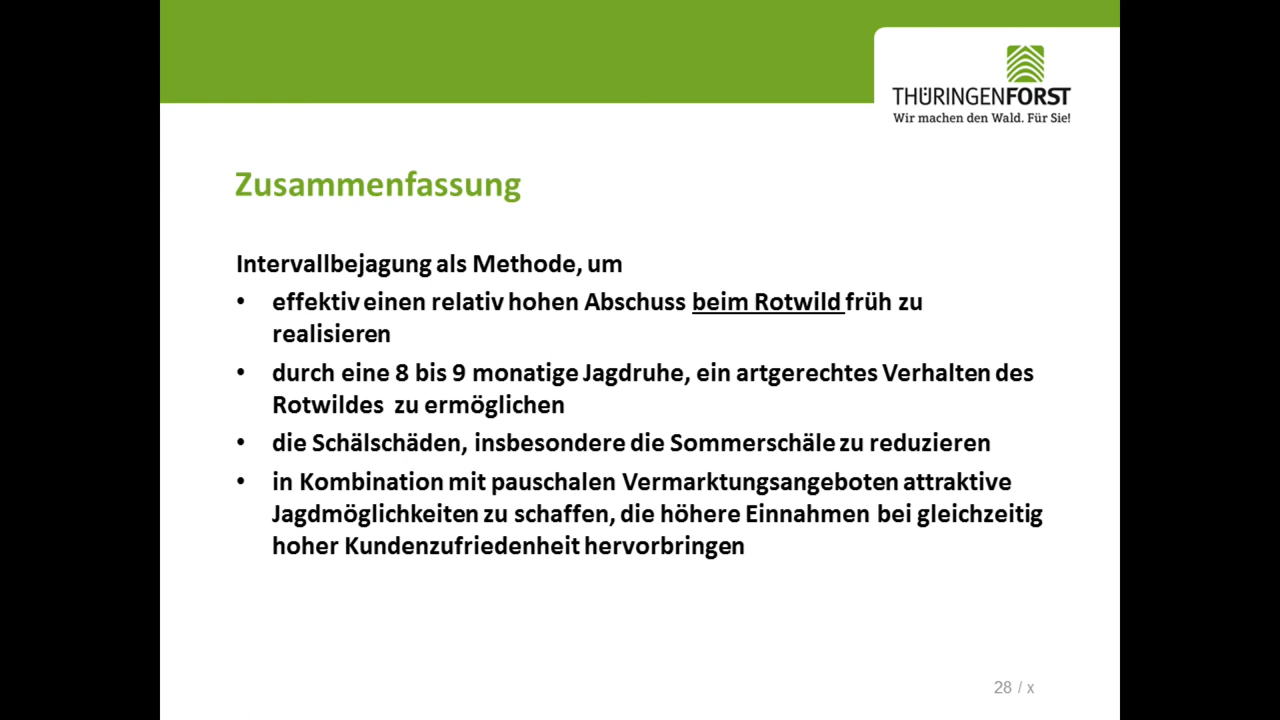 THÜRINGENFORST
Wir machen den Wald. Für Sie!
Zusammenfassung
Intervallbejagung als Methode, um
• effektiv einen relativ hohen Abschuss beim Rotwild früh zu
realisieren
• durch eine 8 bis 9 monatige Jagdruhe, ein artgerechtes Verhalten des
Rotwildes zu ermöglichen
• die Schälschäden, insbesondere die Sommerschäle zu reduzieren
• in Kombination mit pauschalen Vermarktungsangeboten attraktive
Jagdmöglichkeiten zu schaffen, die höhere Einnahmen bei gleichzeitig
hoher Kundenzufriedenheit hervorbringen
28 / x